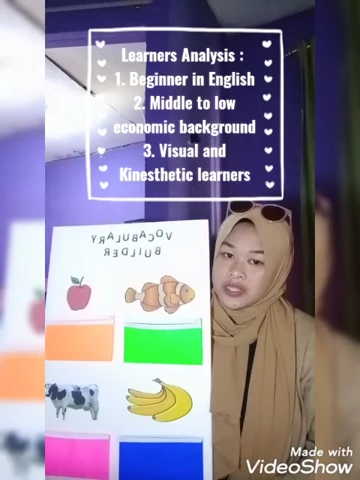 Learners Analysis :
1. Beginner in English
2. Middle to low
economic background
3. Visual and
Kinesthetic learners
VOCABULARY
BUILDER
Made with
VideoShow